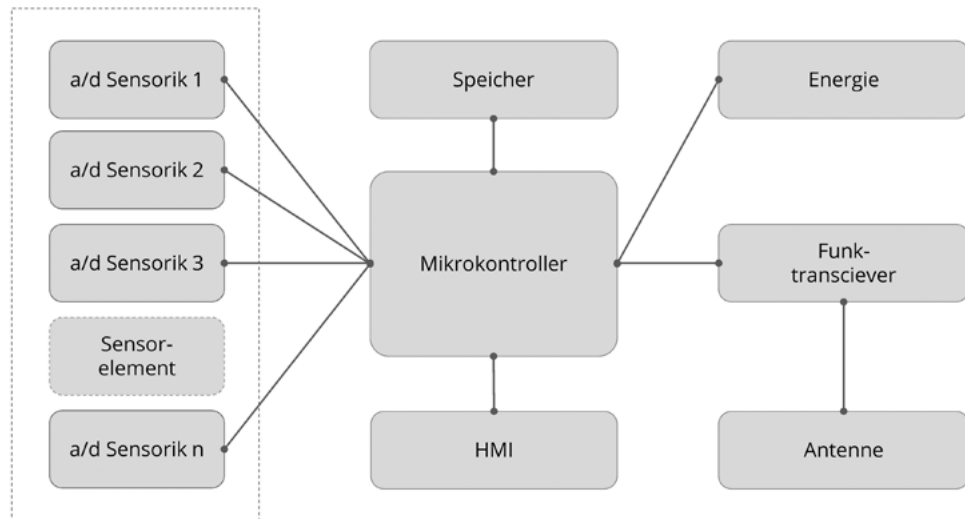 a/d Sensorik 1
a/d Sensorik 2
a/d Sensorik 3
Sensor-
element
a/d Sensorik n
Speicher
Mikrokontroller
HMI
Energie
Funk-
transciever
Antenne